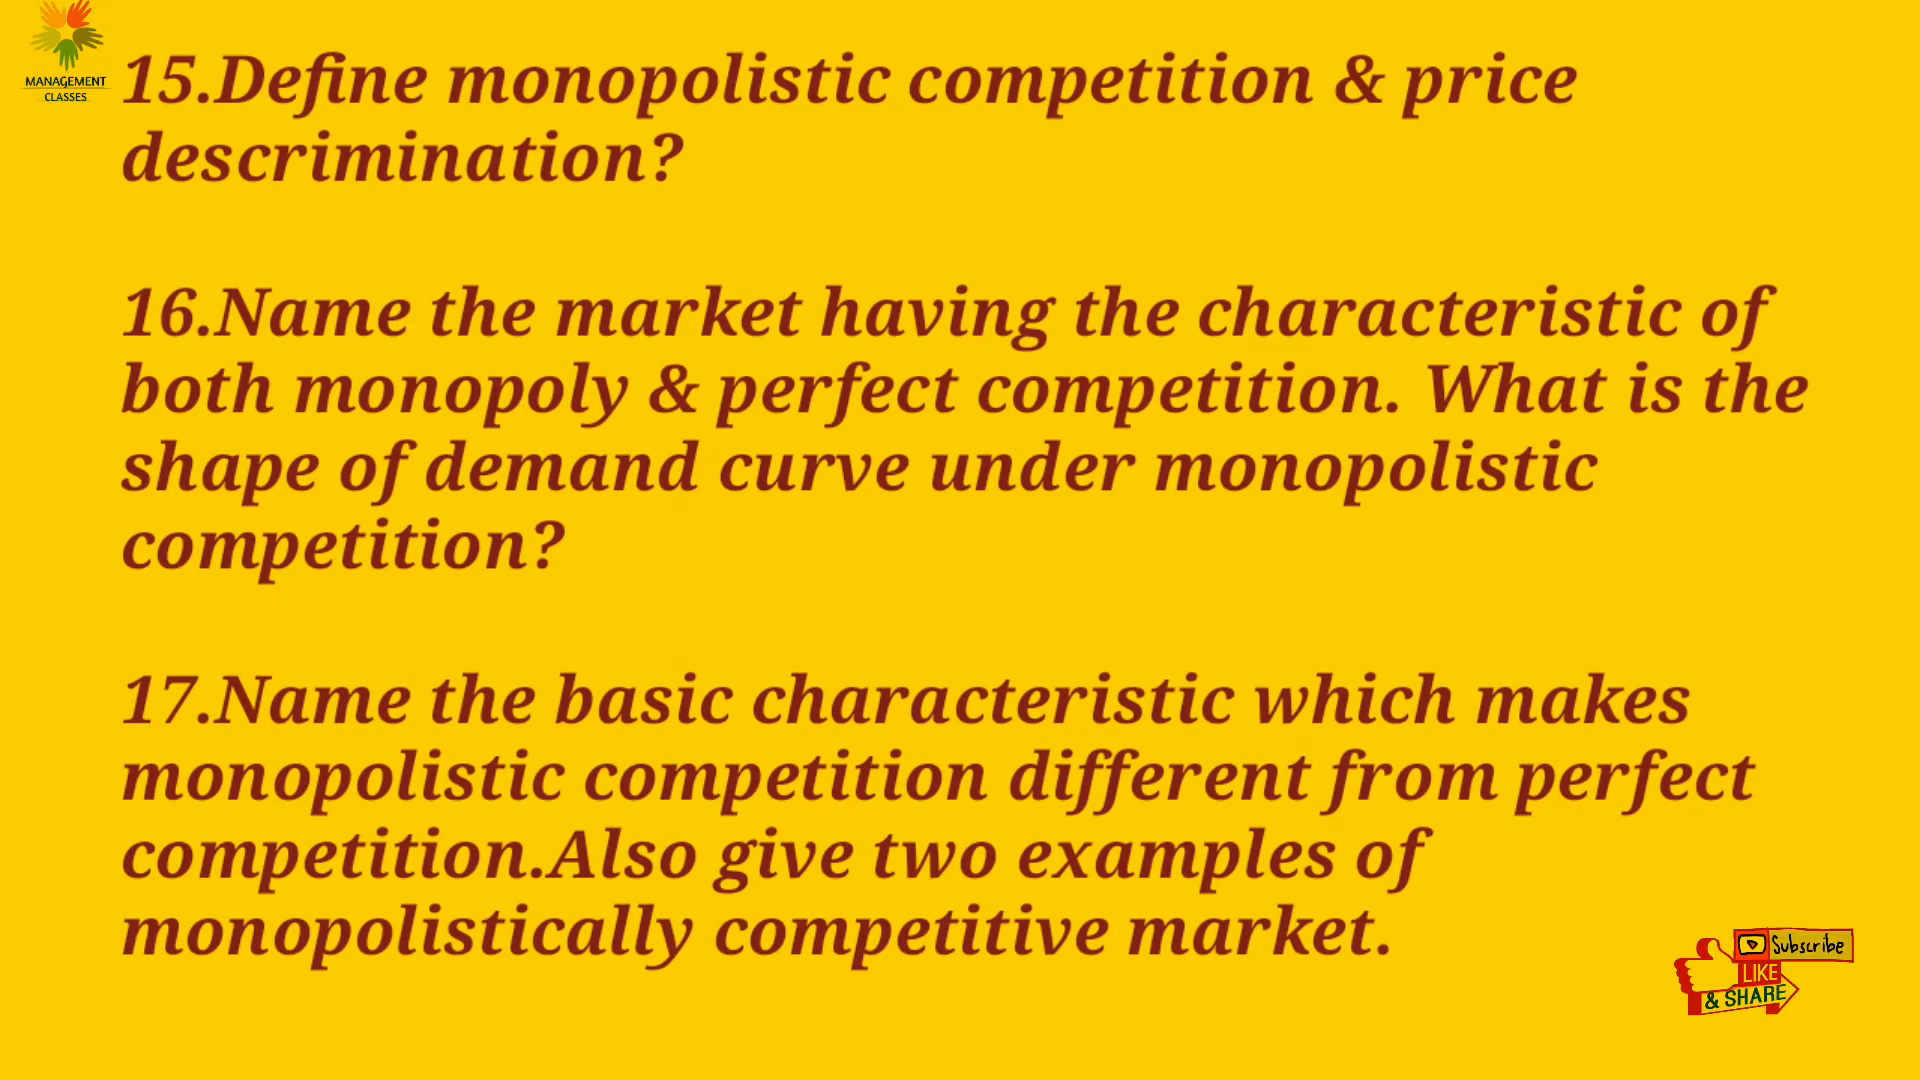 MANAGEMENT
CLASSES
15.Define monopolistic competition & price
descrimination?
16.Name the market having the characteristic of
both monopoly & perfect competition. What is the
shape of demand curve under monopolistic
competition?
17.Name the basic characteristic which makes
monopolistic competition different from perfect
competition.Also give two examples of
monopolistically competitive market.
Subscribe
LIKE
& SHARE